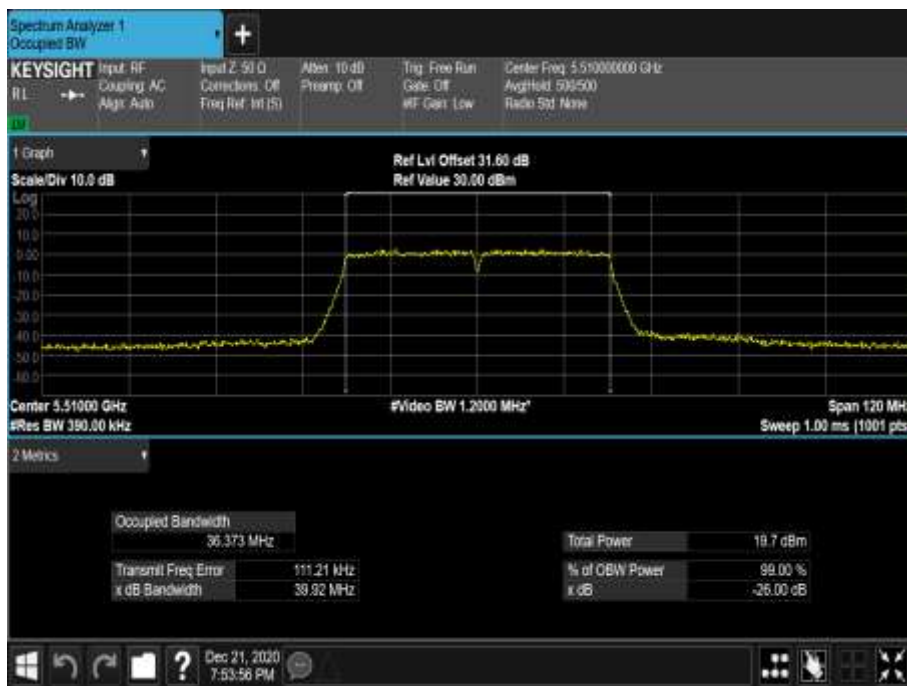 Spectrum Analyzer 1
Occupied BW
+
KEYSIGHT
RL
Input: RF
Coupling: AC
Align: Auto
Input Z: 50 Ω
Corrections: Off
Freq Ref: Int (S)
Atten: 10 dB
Preamp: Off
Trig: Free Run
Gate: Off
#IF Gain: Low
Center Freq: 5.510000000 GHz
Avg|Hold: 500/500
Radio Std: None
1 Graph
Scale/Div 10.0 dB
Ref Lvl Offset 31.60 dB
Ref Value 30.00 dBm
Log
20.0
10.0
0.00
-10.0
-20.0
-30.0
-40.0
-50.0
-60.0
Center 5.51000 GHz
#Res BW 390.00 kHz
#Video BW 1.2000 MHz*
Span 120 MH
Sweep 1.00 ms (1001 pts
2 Metrics
Occupied Bandwidth
36.373 MHz
Transmit Freq Error 111.21 kHz
x dB Bandwidth 39.92 MHz
Total Power 19.7 dBm
% of OBW Power 99.00 %
x dB -26.00 dB
?
Dec 21, 2020
7:53:56 PM